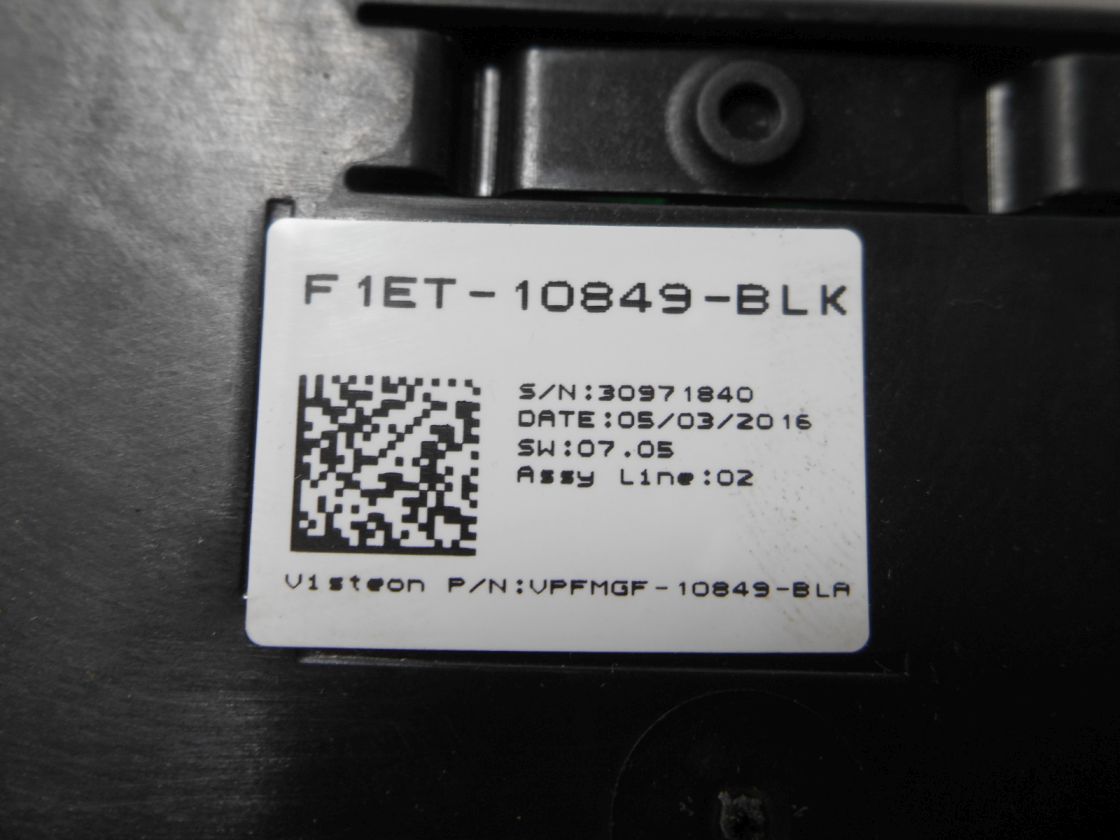 F1ET-10849-BLK
S/N:30971840
DATE:05/03/2016
SW:07.05
Assy Line:02
Visteon P/N:VPFMGF-10849-BLA